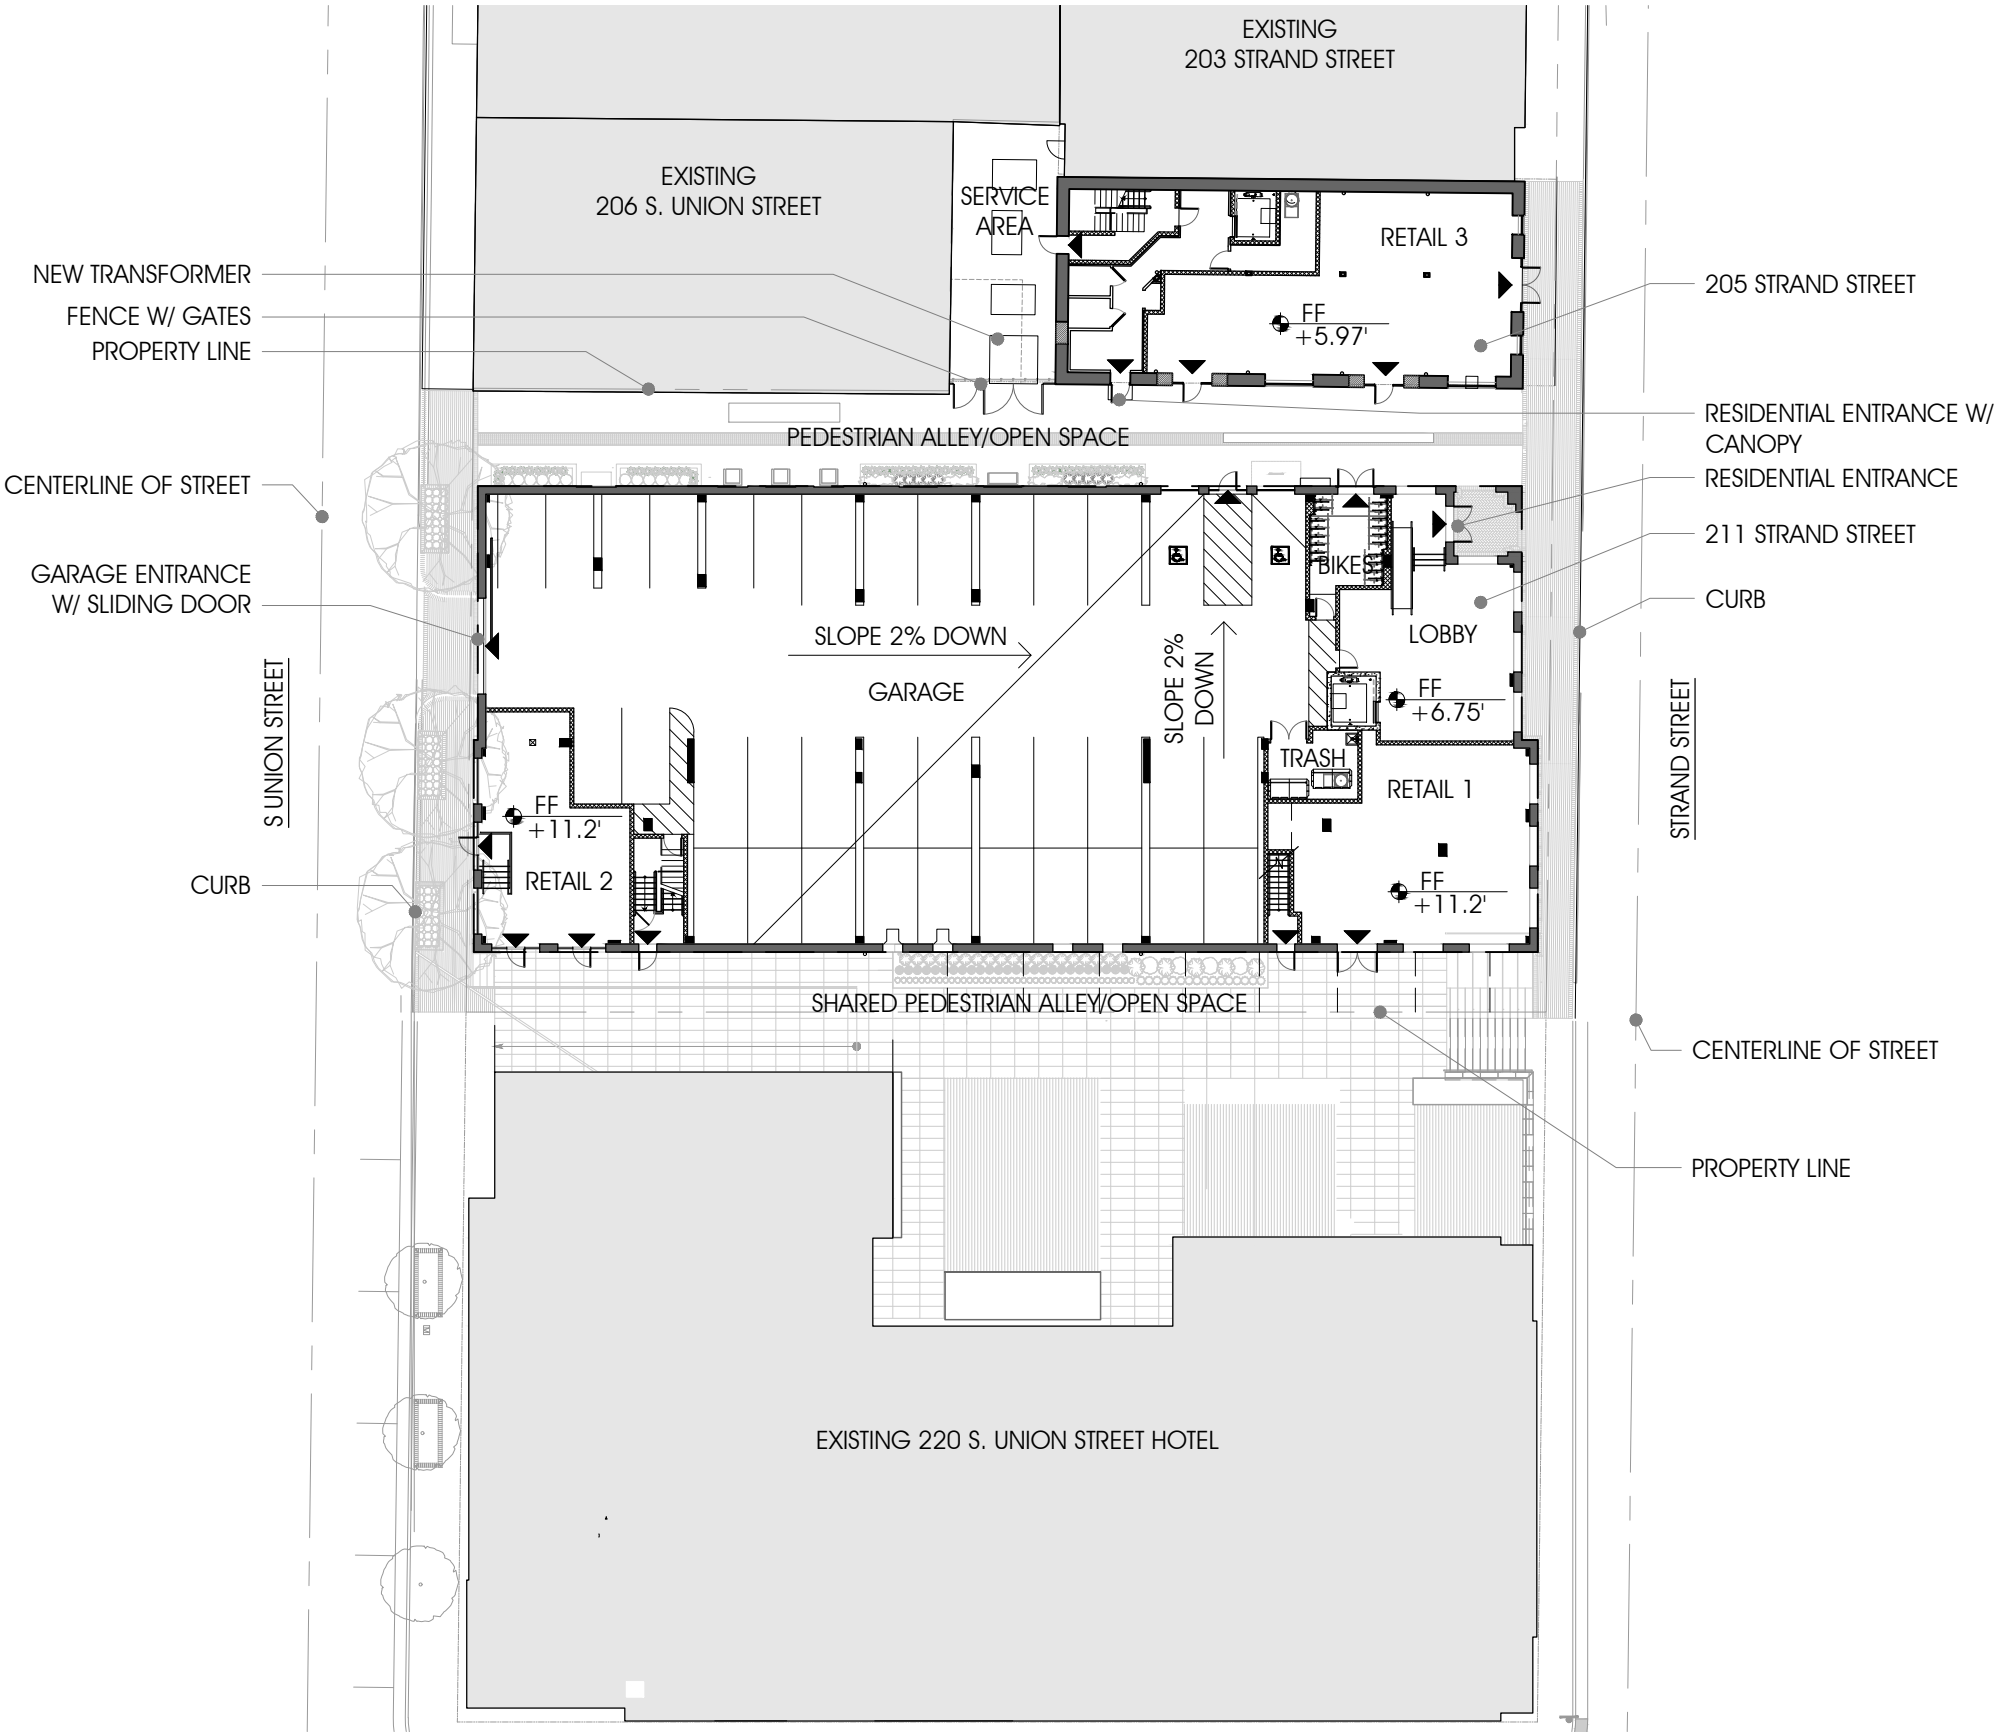 EXISTING
203 STRAND STREET
EXISTING
206 S. UNION STREET
SERVICE
AREA
RETAIL 3
NEW TRANSFORMER
FENCE W/ GATES
PROPERTY LINE
205 STRAND STREET
FF
+5.97'
RESIDENTIAL ENTRANCE W/
CANOPY
PEDESTRIAN ALLEY/OPEN SPACE
CENTERLINE OF STREET
RESIDENTIAL ENTRANCE
211 STRAND STREET
GARAGE ENTRANCE
W/ SLIDING DOOR
BIKES
CURB
SLOPE 2% DOWN
LOBBY
SLOPE 2%
DOWN
GARAGE
FF
+6.75'
S UNION STREET
STRAND STREET
TRASH
RETAIL 1
FF
+11.2'
RETAIL 2
CURB
FF
+11.2'
SHARED PEDESTRIAN ALLEY/OPEN SPACE
CENTERLINE OF STREET
PROPERTY LINE
EXISTING 220 S. UNION STREET HOTEL